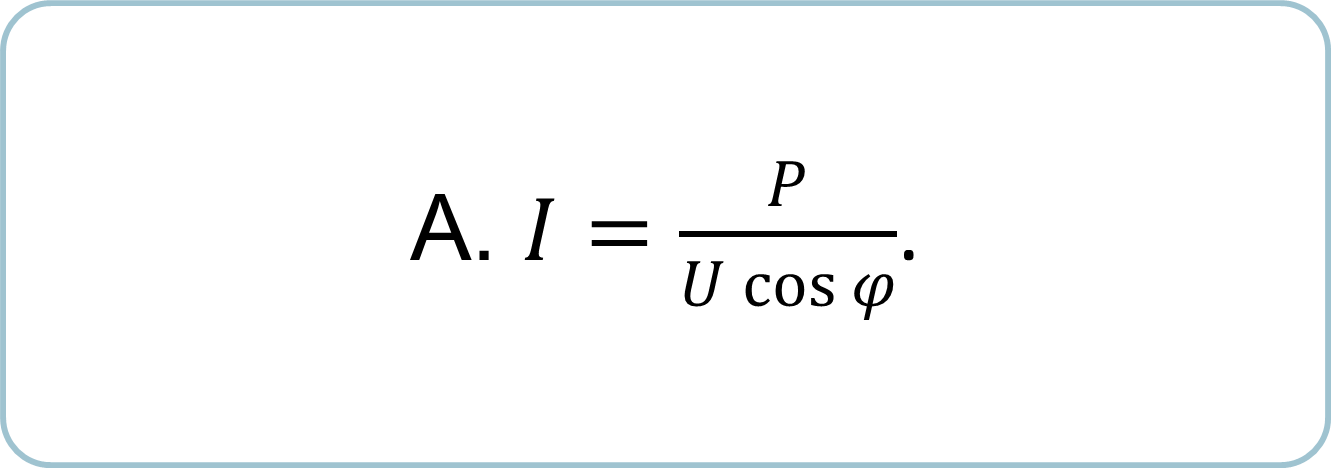 A. I = P / (U cos φ).